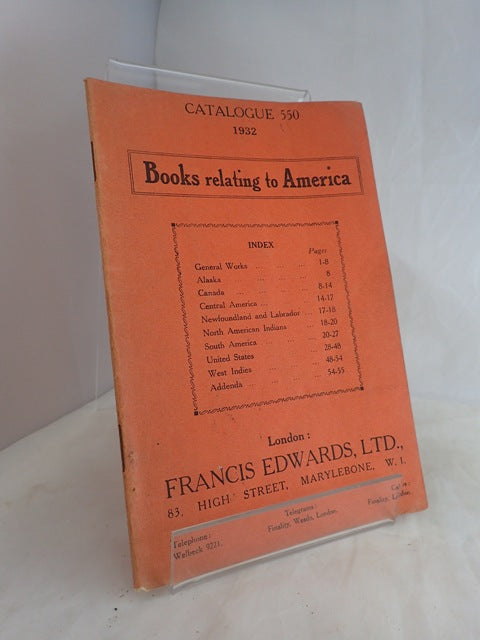 CATALOGUE 550
1932
Books relating to America
INDEX
Pages
General Works ... ... ... 1-8
Alaska ... ... ... 8
Canada ... ... ... 8-14
Central America ... ... ... 14-17
Newfoundland and Labrador ... 17-18
North American Indians ... 18-20
South America ... ... ... 20-27
United States ... ... 28-48
West Indies ... ... ... 48-54
Addenda ... ... ... 54-55
London :
FRANCIS EDWARDS, LTD.,
83, HIGH STREET, MARYLEBONE, W. 1.
Telephone : Telegrams : Cables :
Welbeck 9221. Finality, Wesdo, London. Finality, London.